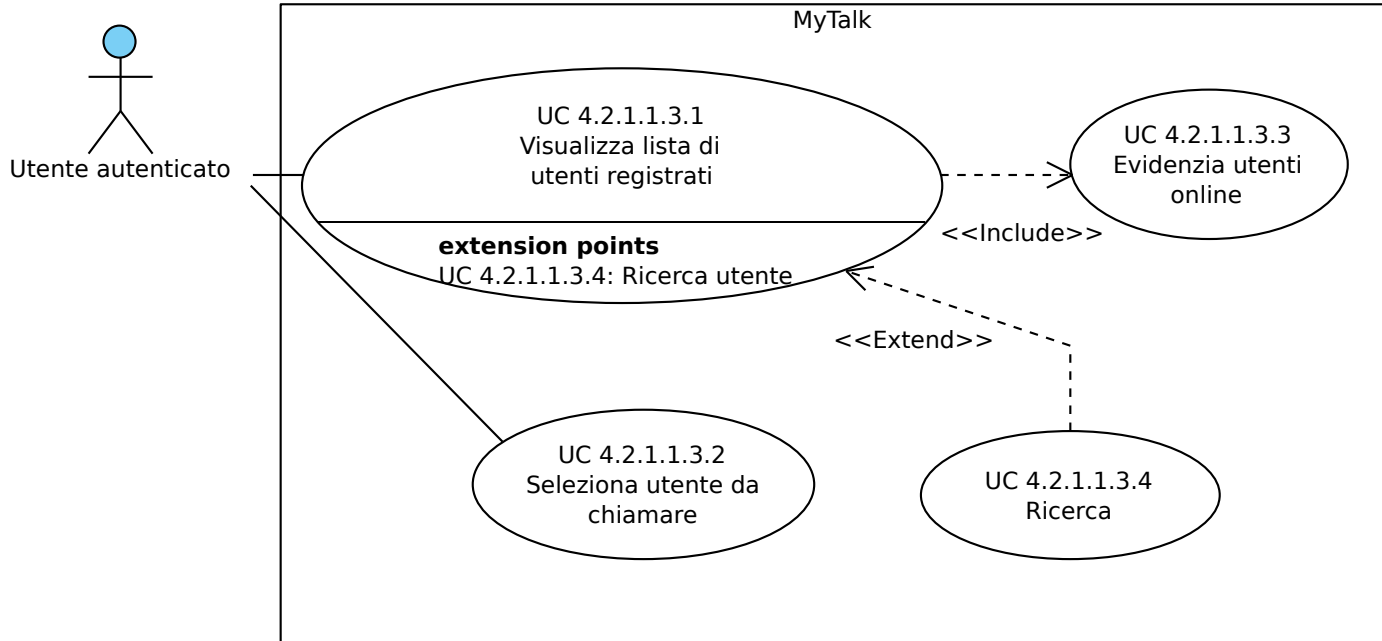 MyTalk
Utente autenticato
UC 4.2.1.1.3.1
Visualizza lista di
utenti registrati
extension points
UC 4.2.1.1.3.4: Ricerca utente
<<Include>>
UC 4.2.1.1.3.3
Evidenzia utenti
online
<<Extend>>
UC 4.2.1.1.3.2
Seleziona utente da
chiamare
UC 4.2.1.1.3.4
Ricerca